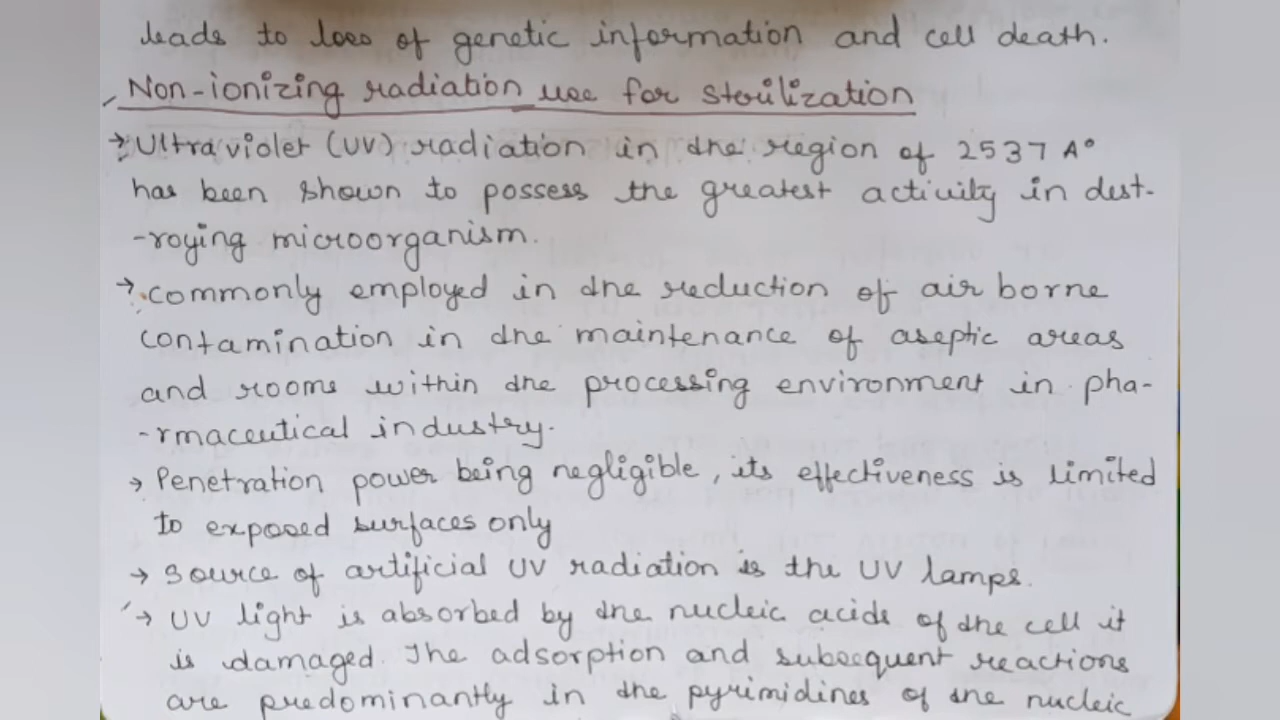 leads to loss of genetic information and cell death.
Non-ionizing radiation use for sterilization
→ Ultraviolet (UV) radiation in the region of 2537 A°
has been shown to possess the greatest activity in dest-
-roying microorganism.
→ commonly employed in the reduction of air borne
contamination in the maintenance of aseptic areas
and rooms within the processing environment in pha-
-rmaceutical industry.
→ Penetration power being negligible, its effectiveness is limited
to exposed surfaces only
→ Source of artificial UV radiation is the UV lamps.
→ UV light is absorbed by the nucleic acids of the cell it
is damaged. The adsorption and subsequent reactions
are predominantly in the pyrimidines of the nucleic